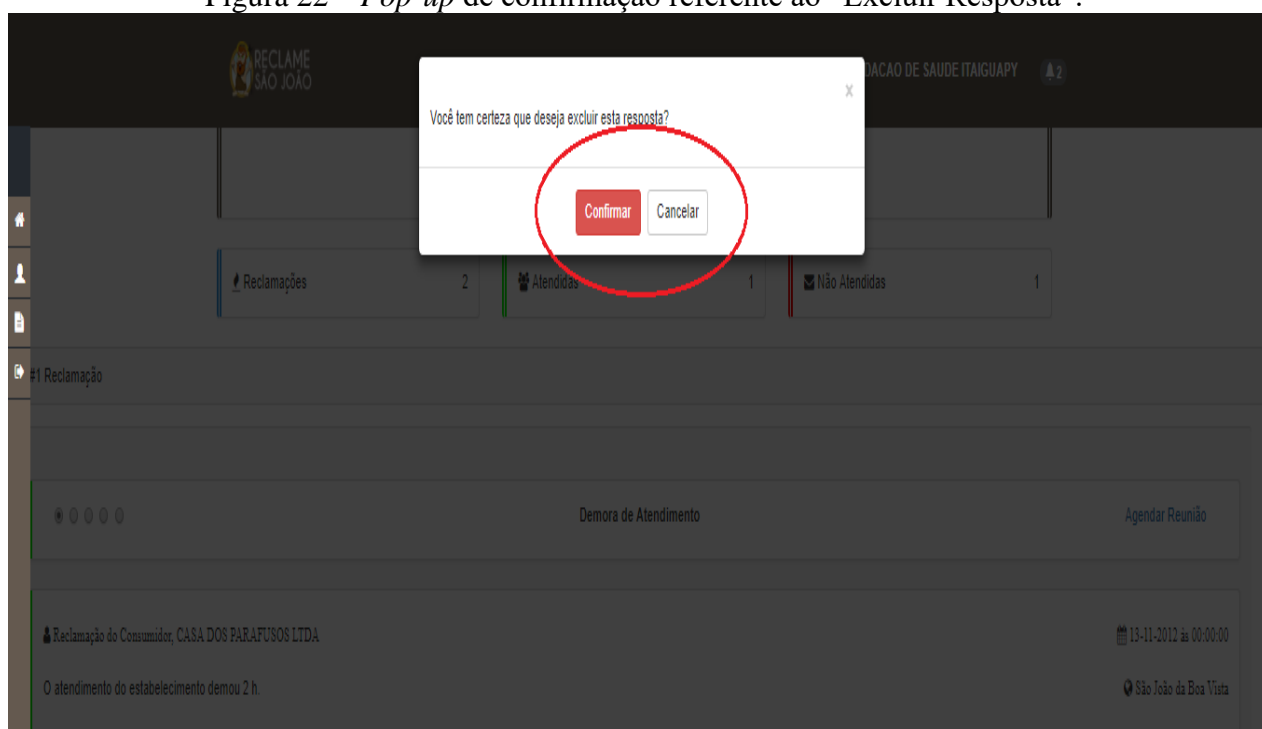 Figura 22 - Pop-up de confirmação referente ao "Excluir Resposta".
RECLAME
SÃO JOÃO
DACAO DE SAUDE ITAIGUAPY 2
x
Você tem certeza que deseja excluir esta resposta?
Confirmar Cancelar
Reclamações 2 Atendidas 1 Não Atendidas 1
#1 Reclamação
Demora de Atendimento Agendar Reunião
Reclamação do Consumidor, CASA DOS PARAFUSOS LTDA 13-11-2012 às 00:00:00
O atendimento do estabelecimento demou 2 h. São João da Boa Vista